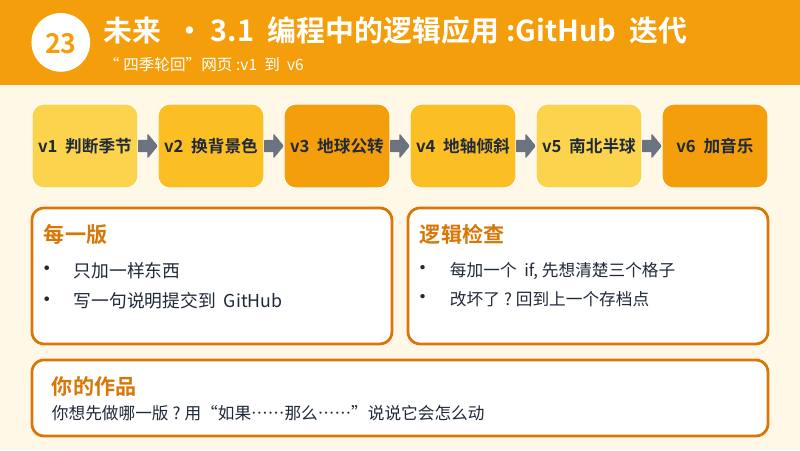 23
未来 · 3.1 编程中的逻辑应用 :GitHub 迭代
“四季轮回”网页 :v1 到 v6
v1 判断季节
v2 换背景色
v3 地球公转
v4 地轴倾斜
v5 南北半球
v6 加音乐
每一版
• 只加一样东西
• 写一句说明提交到 GitHub
逻辑检查
• 每加一个 if, 先想清楚三个格子
• 改坏了 ? 回到上一个存档点
你的作品
你想先做哪一版 ? 用“如果……那么……”说说它会怎么动